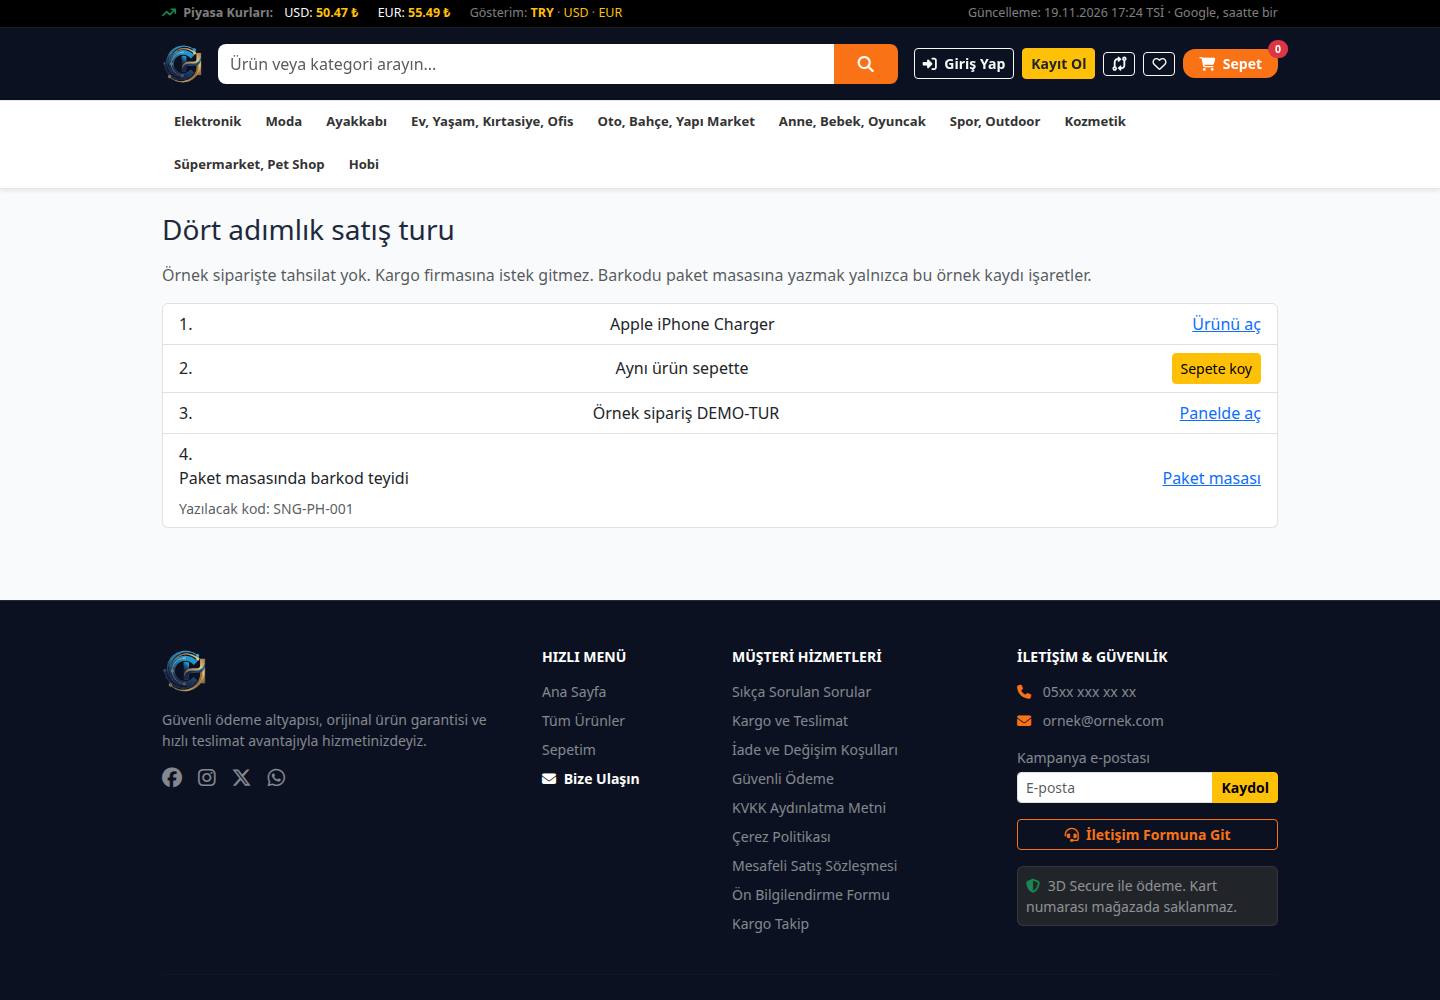 Piyasa Kurları: USD: 50.47 ₺ EUR: 55.49 ₺ Gösterim: TRY · USD · EUR Güncelleme: 19.11.2026 17:24 TSİ · Google, saatte bir
Ürün veya kategori arayın... Giriş Yap Kayıt Ol Sepet 0
Elektronik Moda Ayakkabı Ev, Yaşam, Kırtasiye, Ofis Oto, Bahçe, Yapı Market Anne, Bebek, Oyuncak Spor, Outdoor Kozmetik
Süpermarket, Pet Shop Hobi
Dört adımlık satış turu
Örnek siparişte tahsilat yok. Kargo firmasına istek gitmez. Barkodu paket masasına yazmak yalnızca bu örnek kaydı işaretler.
1. Apple iPhone Charger Ürünü aç
2. Aynı ürün sepette Sepete koy
3. Örnek sipariş DEMO-TUR Panelde aç
4.
Paket masasında barkod teyidi Paket masası
Yazılacak kod: SNG-PH-001
Güvenli ödeme altyapısı, orijinal ürün garantisi ve
hızlı teslimat avantajıyla hizmetinizdeyiz.
HIZLI MENÜ
Ana Sayfa
Tüm Ürünler
Sepetim
Bize Ulaşın
MÜŞTERİ HİZMETLERİ
Sıkça Sorulan Sorular
Kargo ve Teslimat
İade ve Değişim Koşulları
Güvenli Ödeme
KVKK Aydınlatma Metni
Çerez Politikası
Mesafeli Satış Sözleşmesi
Ön Bilgilendirme Formu
Kargo Takip
İLETİŞİM & GÜVENLİK
05xx xxx xx xx
ornek@ornek.com
Kampanya e-postası
E-posta Kaydol
İletişim Formuna Git
3D Secure ile ödeme. Kart
numarası mağazada saklanmaz.